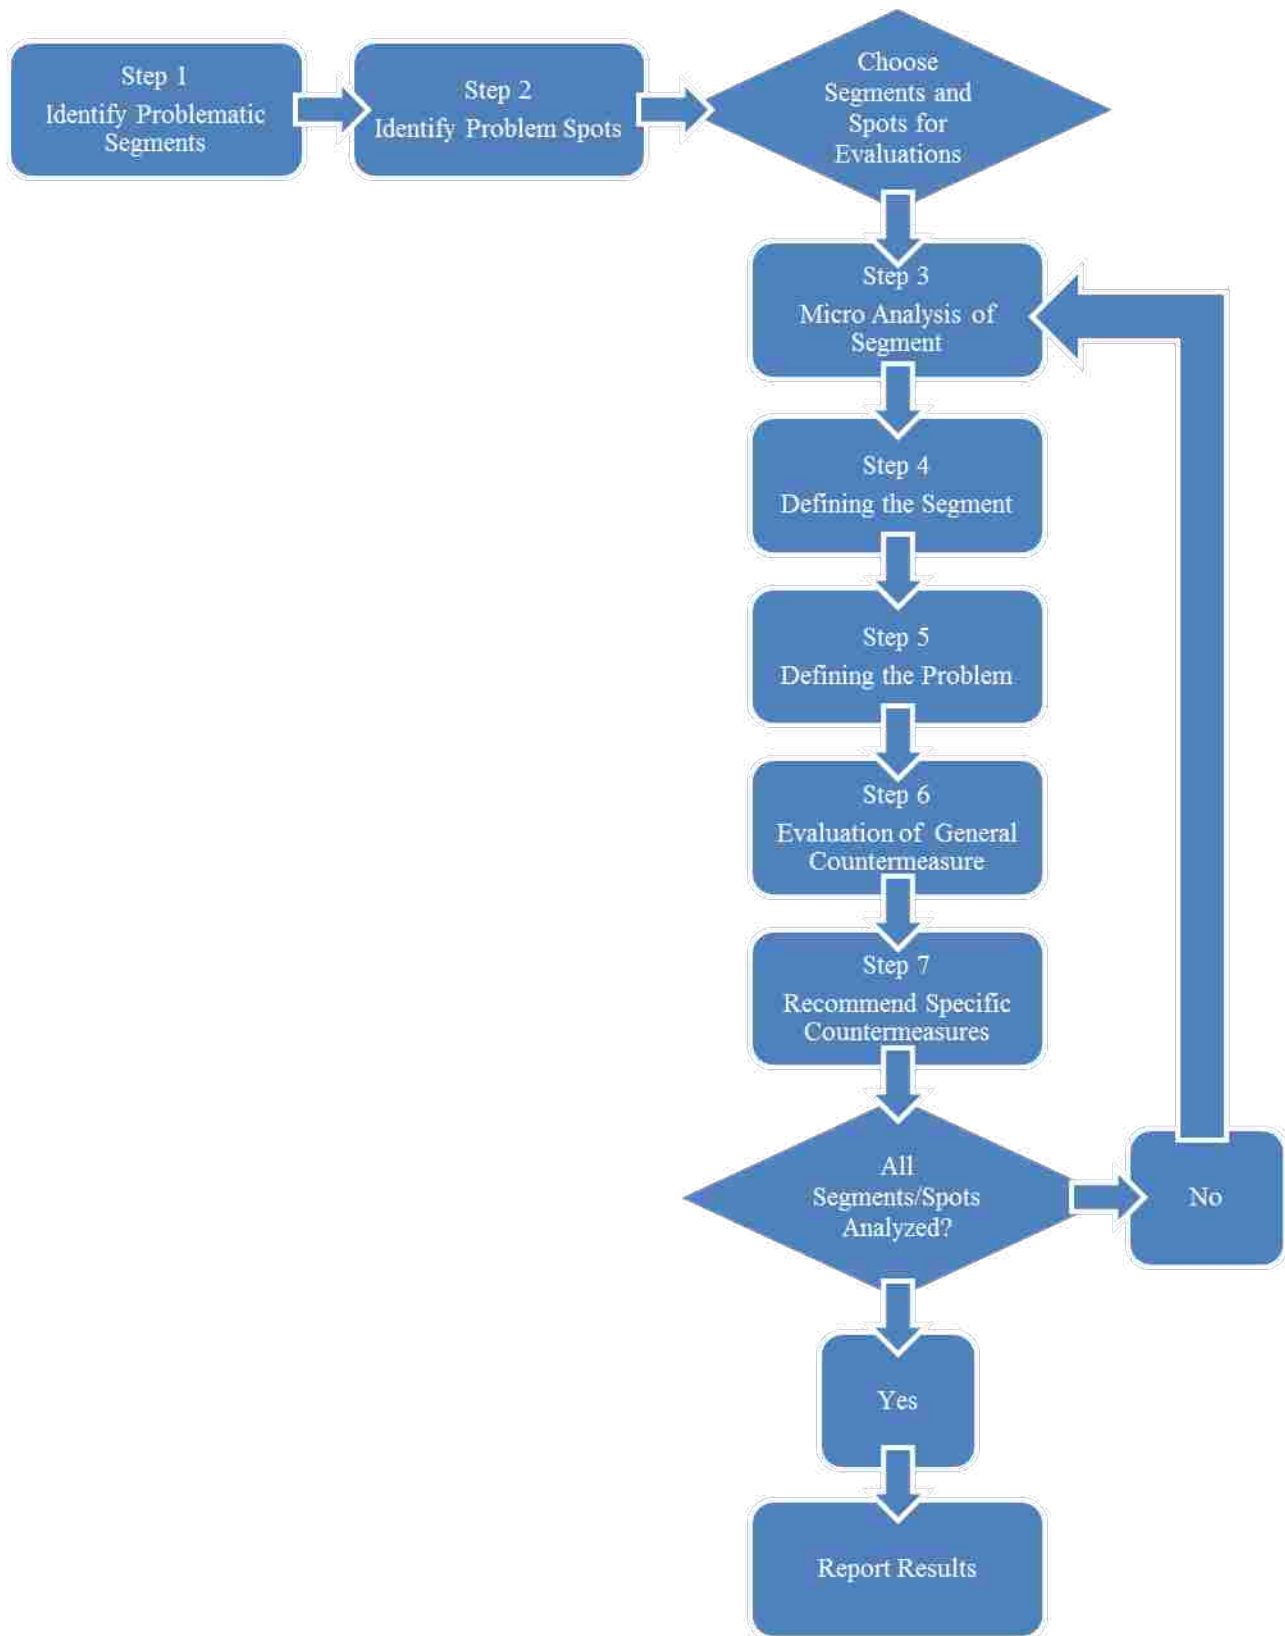 Step 1
Identify Problematic
Segments
Step 2
Identify Problem Spots
Choose
Segments and
Spots for
Evaluations
Step 3
Micro Analysis of
Segment
Step 4
Defining the Segment
Step 5
Defining the Problem
Step 6
Evaluation of General
Countermeasure
Step 7
Recommend Specific
Countermeasures
All
Segments/Spots
Analyzed?
No
Yes
Report Results